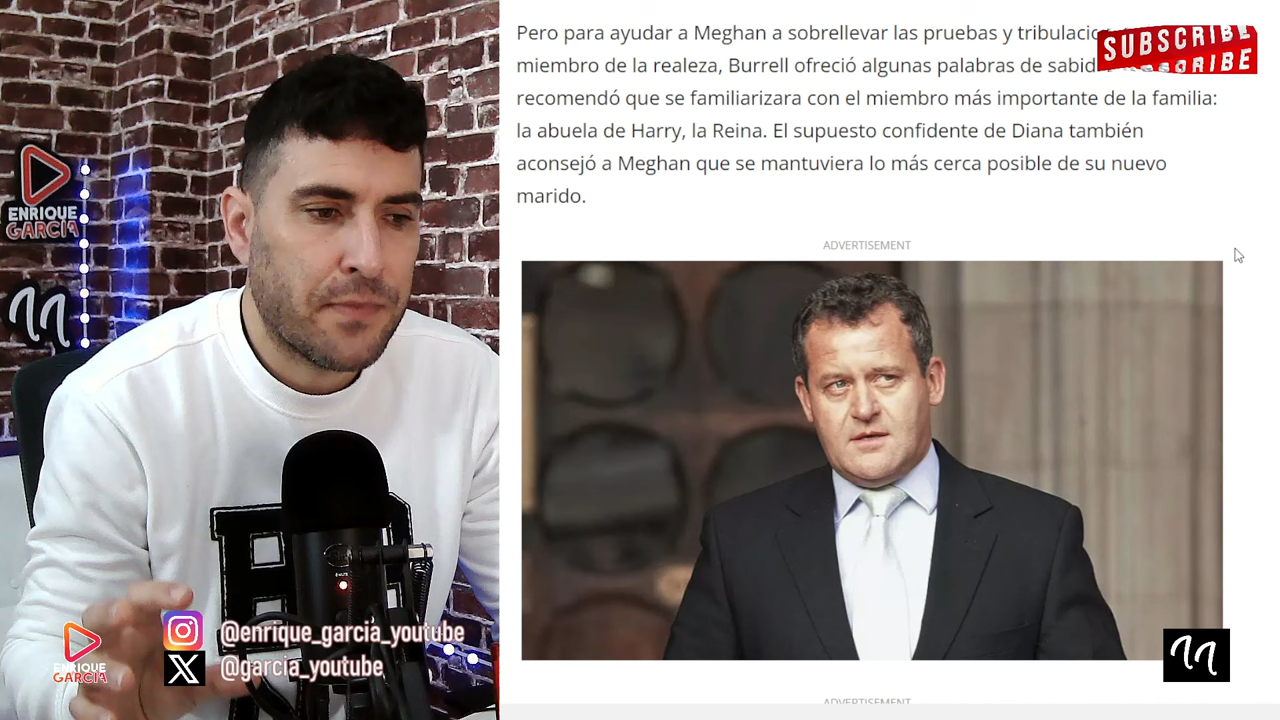 Pero para ayudar a Meghan a sobrellevar las pruebas y
SUBSCRIBE
miembro de la realeza, Burrell ofreció algunas palabras de
recomendó que se familiarizara con el miembro más importante de la familia:
la abuela de Harry, la Reina. El supuesto confidente de Diana también
aconsejó a Meghan que se mantuviera lo más cerca posible de su nuevo
marido.
ADVERTISEMENT
ENRIQUE
GARCIA
@enrique_garcia_youtube
@garcia_youtube
ENRIQUE
GARCIA
ADVERTISEMENT